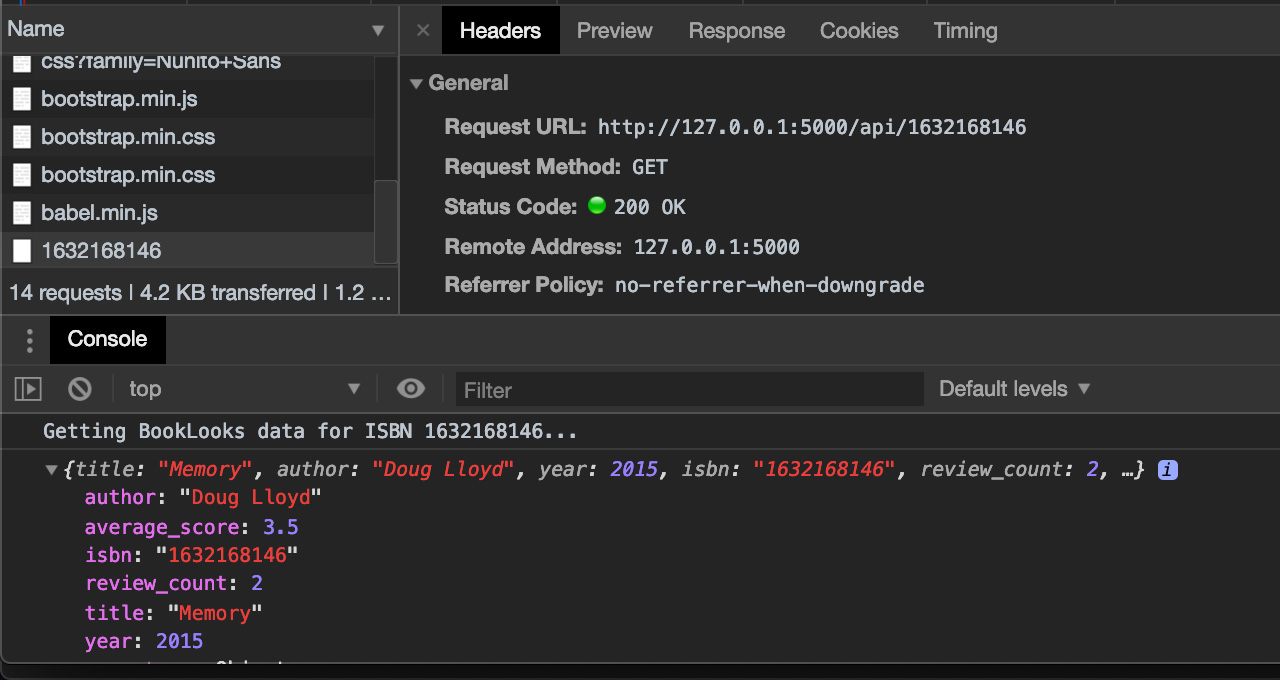 Name
css?family=Nunito+Sans
bootstrap.min.js
bootstrap.min.css
bootstrap.min.css
babel.min.js
1632168146
14 requests | 4.2 KB transferred | 1.2 ...
× Headers Preview Response Cookies Timing
General
Request URL: http://127.0.0.1:5000/api/1632168146
Request Method: GET
Status Code: 200 OK
Remote Address: 127.0.0.1:5000
Referrer Policy: no-referrer-when-downgrade
Console
top Filter Default levels
Getting BookLooks data for ISBN 1632168146...
{title: "Memory", author: "Doug Lloyd", year: 2015, isbn: "1632168146", review_count: 2, …} i
author: "Doug Lloyd"
average_score: 3.5
isbn: "1632168146"
review_count: 2
title: "Memory"
year: 2015